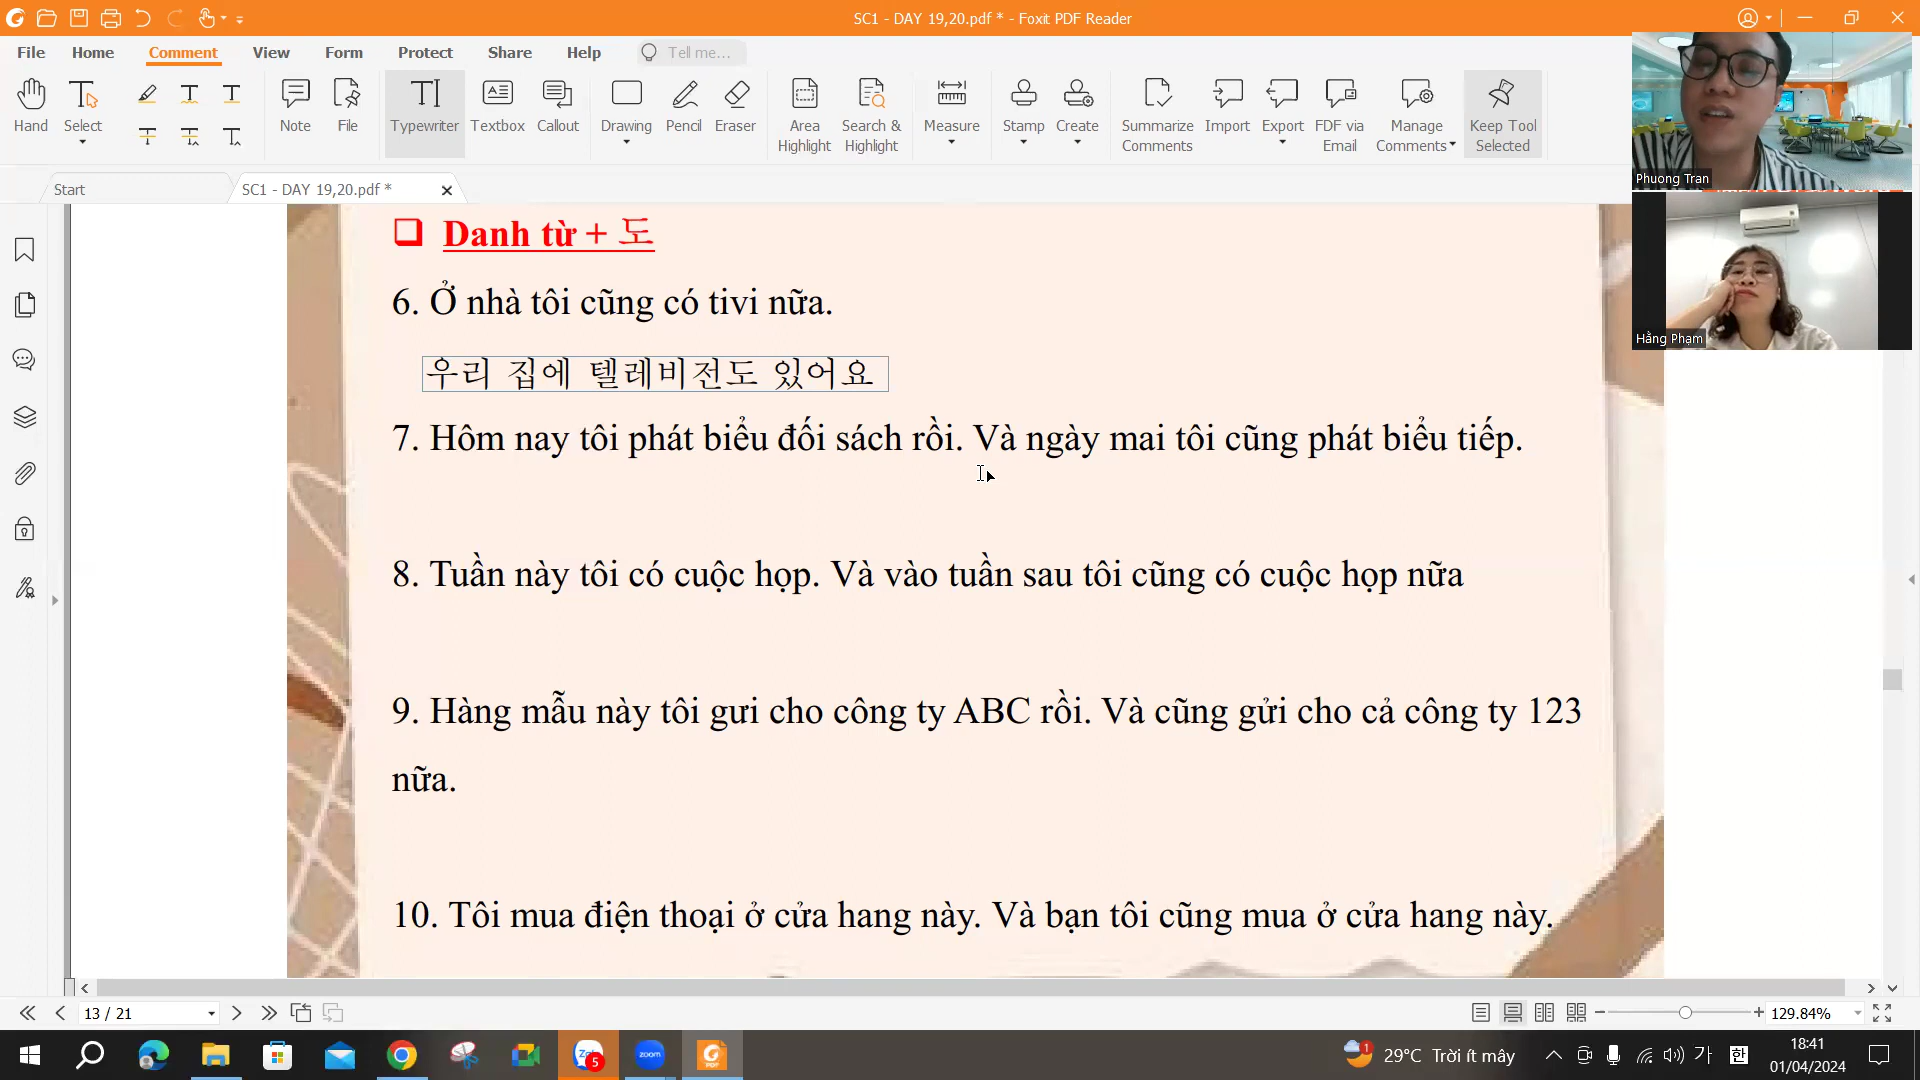 SC1 - DAY 19,20.pdf * - Foxit PDF Reader
File Home Comment View Form Protect Share Help Tell me...
Hand Select Note File Typewriter Textbox Callout Drawing Pencil Eraser Area Highlight Search & Highlight Measure Stamp Create Summarize Comments Import Export FDF via Email Manage Comments Keep Tool Selected
Start SC1 - DAY 19,20.pdf *
Phuong Tran
Hằng Phạm
Danh từ + 도
6. Ở nhà tôi cũng có tivi nữa.
우리 집에 텔레비전도 있어요
7. Hôm nay tôi phát biểu đối sách rồi. Và ngày mai tôi cũng phát biểu tiếp.
8. Tuần này tôi có cuộc họp. Và vào tuần sau tôi cũng có cuộc họp nữa
9. Hàng mẫu này tôi gưi cho công ty ABC rồi. Và cũng gửi cho cả công ty 123
nữa.
10. Tôi mua điện thoại ở cửa hang này. Và bạn tôi cũng mua ở cửa hang này.
13 / 21
129.84%
zoom
5
1
29°C Trời ít mây
가
한
18:41
01/04/2024